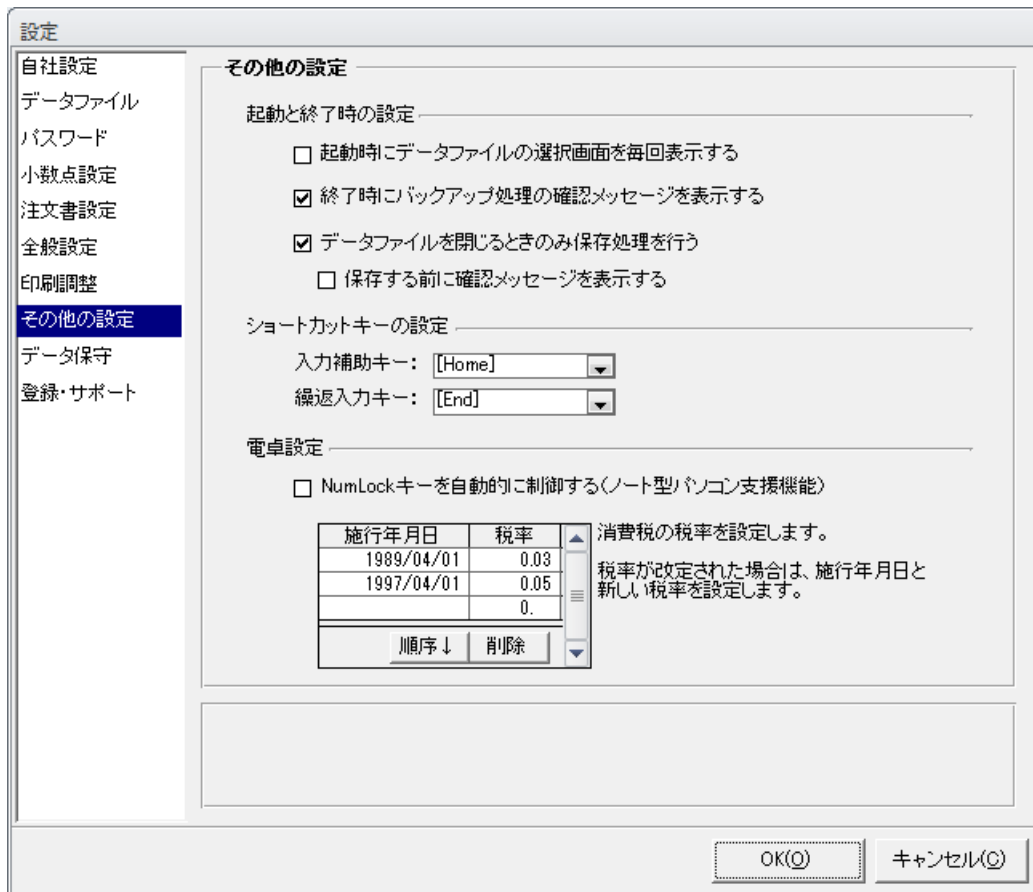 設定
自社設定
データファイル
パスワード
小数点設定
注文書設定
全般設定
印刷調整
その他の設定
データ保守
登録・サポート
その他の設定
起動と終了時の設定
起動時にデータファイルの選択画面を毎回表示する
終了時にバックアップ処理の確認メッセージを表示する
データファイルを閉じるときのみ保存処理を行う
保存する前に確認メッセージを表示する
ショートカットキーの設定
入力補助キー: [Home]
繰返入力キー: [End]
電卓設定
NumLockキーを自動的に制御する(ノート型パソコン支援機能)
施行年月日 税率
1989/04/01 0.03
1997/04/01 0.05
0.
順序↓ 削除
消費税の税率を設定します。
税率が改定された場合は、施行年月日と
新しい税率を設定します。
OK(O) キャンセル(C)